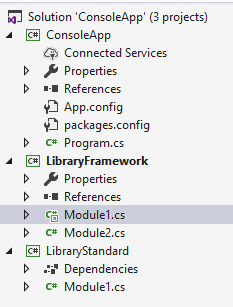 Solution 'ConsoleApp' (3 projects)
C# ConsoleApp
Connected Services
Properties
References
App.config
packages.config
C# Program.cs
C# LibraryFramework
Properties
References
C# Module1.cs
C# Module2.cs
C# LibraryStandard
Dependencies
C# Module1.cs